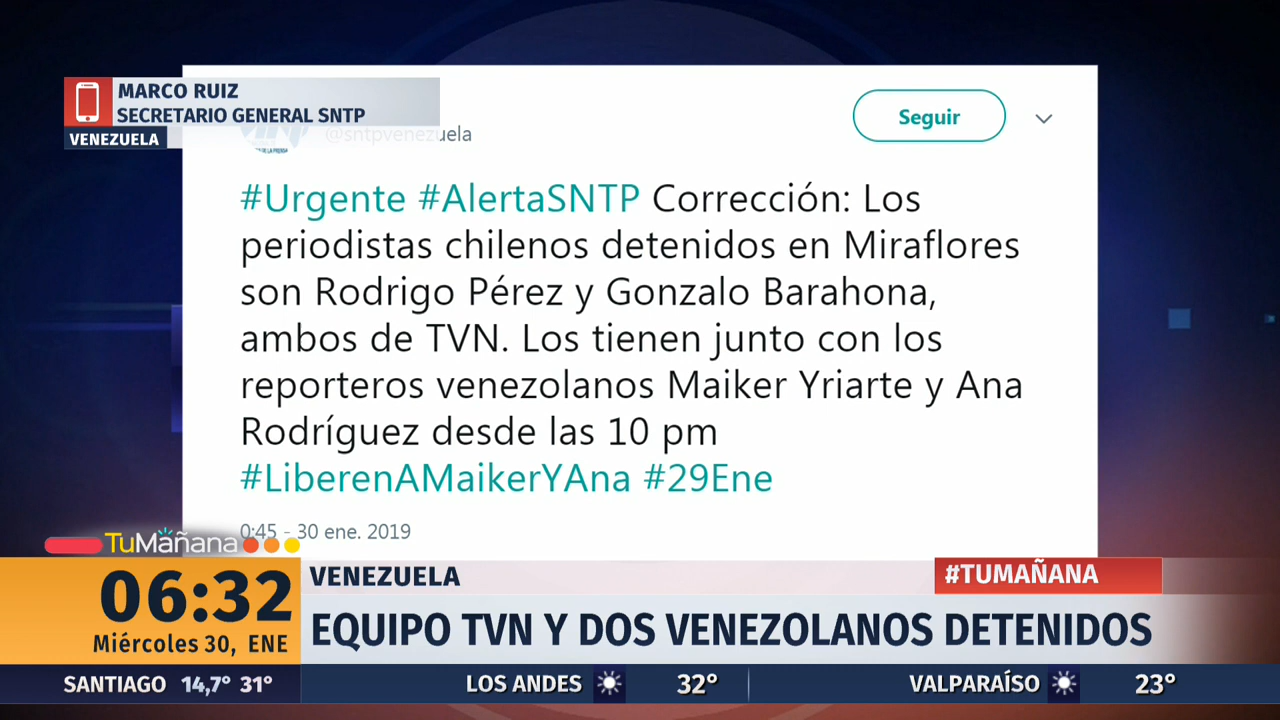 MARCO RUIZ
SECRETARIO GENERAL SNTP
VENEZUELA
@sntpvenezuela
Seguir
#Urgente #AlertaSNTP Corrección: Los
periodistas chilenos detenidos en Miraflores
son Rodrigo Pérez y Gonzalo Barahona,
ambos de TVN. Los tienen junto con los
reporteros venezolanos Maiker Yriarte y Ana
Rodríguez desde las 10 pm
#LiberenAMaikerYAna #29Ene
0:45 - 30 ene. 2019
TuMañana
06:32
Miércoles 30, ENE
VENEZUELA
#TUMAÑANA
EQUIPO TVN Y DOS VENEZOLANOS DETENIDOS
SANTIAGO 14,7° 31°
LOS ANDES 32°
VALPARAÍSO 23°